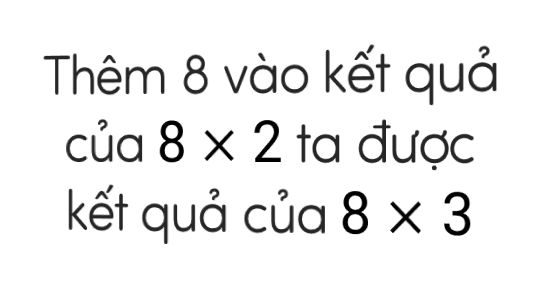 Thêm 8 vào kết quả
của 8 × 2 ta được
kết quả của 8 × 3